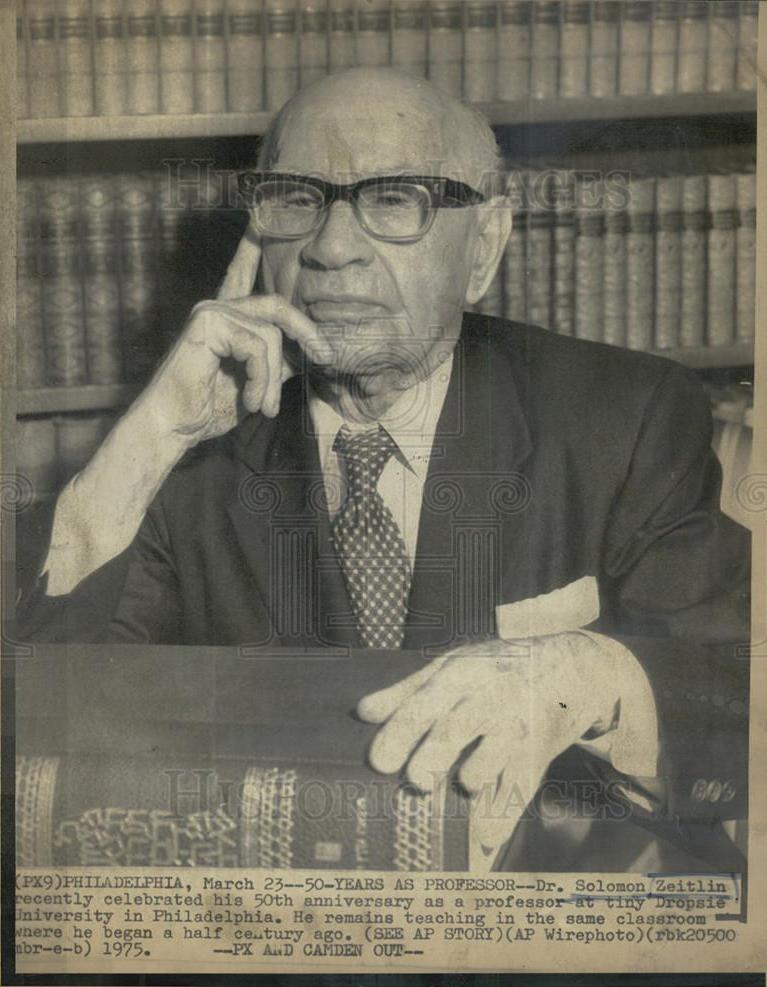 HISTORIC IMAGES
HISTORIC IMAGES
(PX9)PHILADELPHIA, March 23--50-YEARS AS PROFESSOR--Dr. Solomon Zeitlin
recently celebrated his 50th anniversary as a professor at tiny Dropsie
University in Philadelphia. He remains teaching in the same classroom
where he began a half century ago. (SEE AP STORY)(AP Wirephoto)(rbk20500
mbr-e-b) 1975. --PX AND CAMDEN OUT--